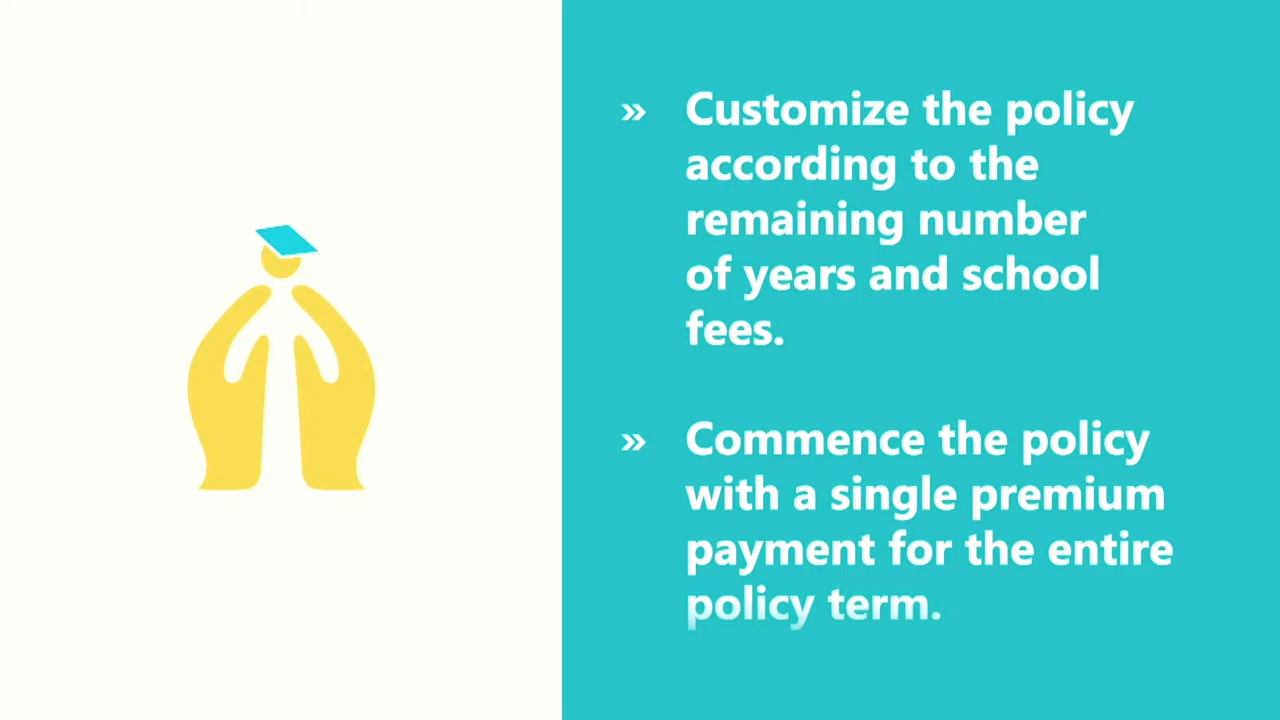 » Customize the policy
according to the
remaining number
of years and school
fees.
» Commence the policy
with a single premium
payment for the entire
policy term.